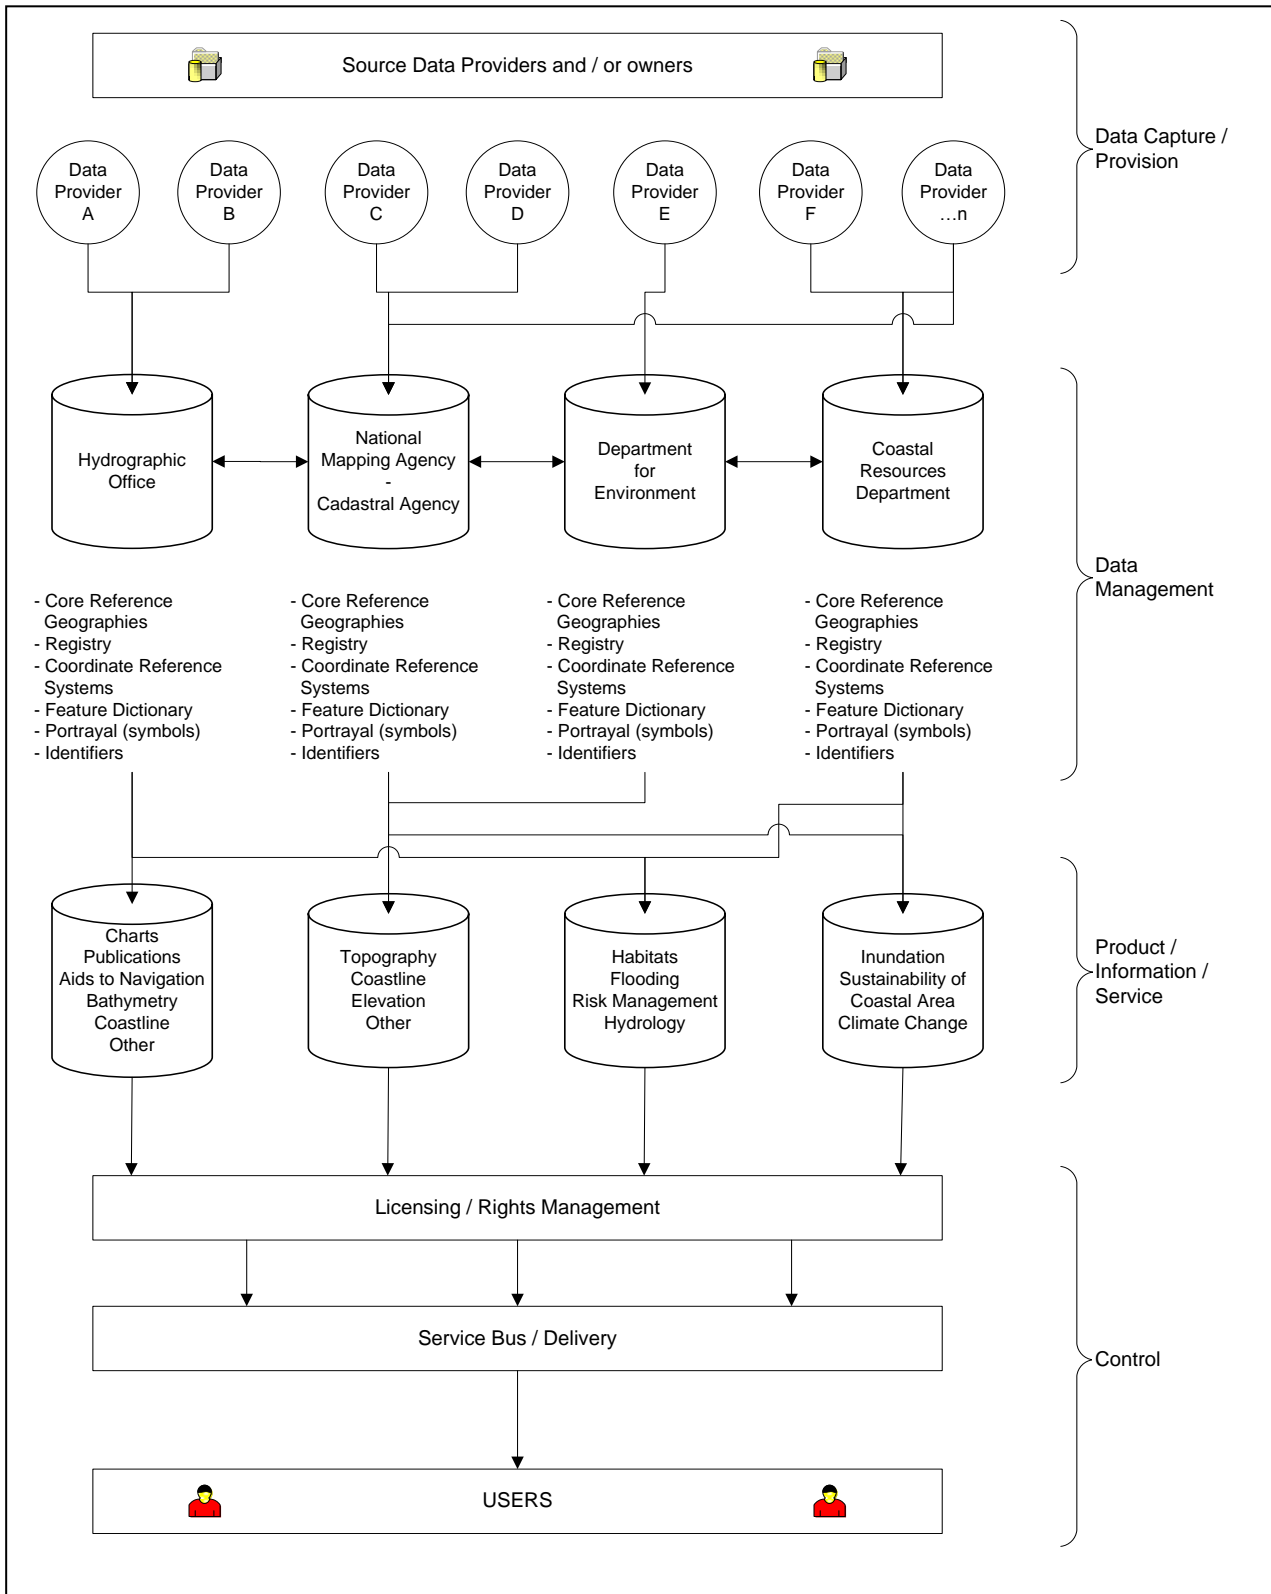 Source Data Providers and / or owners
Data Capture /
Provision
Data
Provider
A
Data
Provider
B
Data
Provider
C
Data
Provider
D
Data
Provider
E
Data
Provider
F
Data
Provider
…n
Hydrographic
Office
National
Mapping Agency
-
Cadastral Agency
Department
for
Environment
Coastal
Resources
Department
Data
Management
- Core Reference
Geographies
- Registry
- Coordinate Reference
Systems
- Feature Dictionary
- Portrayal (symbols)
- Identifiers
- Core Reference
Geographies
- Registry
- Coordinate Reference
Systems
- Feature Dictionary
- Portrayal (symbols)
- Identifiers
- Core Reference
Geographies
- Registry
- Coordinate Reference
Systems
- Feature Dictionary
- Portrayal (symbols)
- Identifiers
- Core Reference
Geographies
- Registry
- Coordinate Reference
Systems
- Feature Dictionary
- Portrayal (symbols)
- Identifiers
Charts
Publications
Aids to Navigation
Bathymetry
Coastline
Other
Topography
Coastline
Elevation
Other
Habitats
Flooding
Risk Management
Hydrology
Inundation
Sustainability of
Coastal Area
Climate Change
Product /
Information /
Service
Licensing / Rights Management
Service Bus / Delivery
Control
USERS